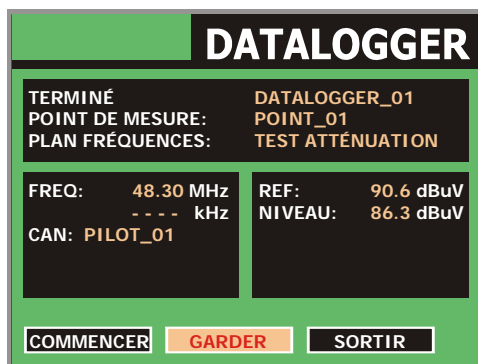 DATALOGGER
TERMINÉ DATALOGGER_01
POINT DE MESURE: POINT_01
PLAN FRÉQUENCES: TEST ATTÉNUATION
FREQ: 48.30 MHz
- - - - kHz
CAN: PILOT_01
REF: 90.6 dBuV
NIVEAU: 86.3 dBuV
COMMENCER GARDER SORTIR